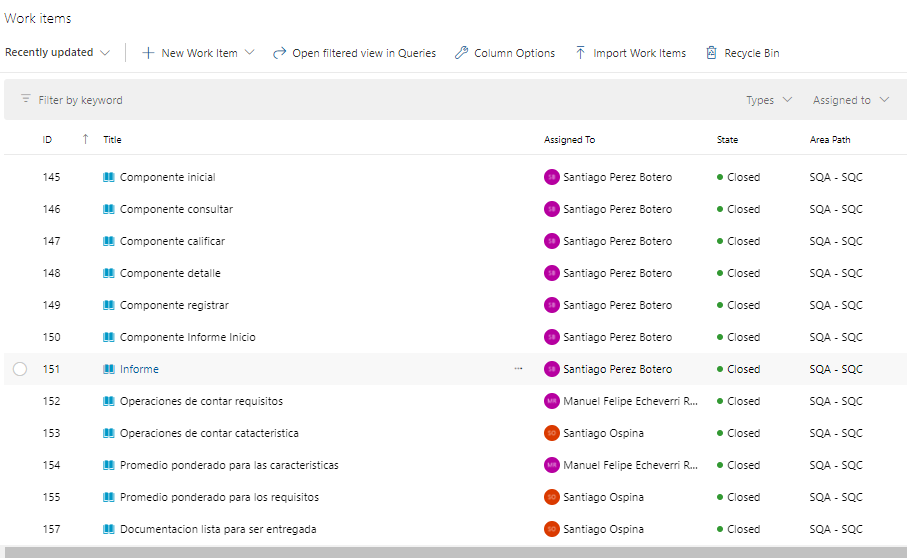 Work items
Recently updated New Work Item Open filtered view in Queries Column Options Import Work Items Recycle Bin
Filter by keyword Types Assigned to
ID ↑ Title Assigned To State Area Path
145 Componente inicial SB Santiago Perez Botero Closed SQA - SQC
146 Componente consultar SB Santiago Perez Botero Closed SQA - SQC
147 Componente calificar SB Santiago Perez Botero Closed SQA - SQC
148 Componente detalle SB Santiago Perez Botero Closed SQA - SQC
149 Componente registrar SB Santiago Perez Botero Closed SQA - SQC
150 Componente Informe Inicio SB Santiago Perez Botero Closed SQA - SQC
151 Informe ... SB Santiago Perez Botero Closed SQA - SQC
152 Operaciones de contar requisitos MR Manuel Felipe Echeverri R... Closed SQA - SQC
153 Operaciones de contar catacteristica SO Santiago Ospina Closed SQA - SQC
154 Promedio ponderado para las caracteristicas MR Manuel Felipe Echeverri R... Closed SQA - SQC
155 Promedio ponderado para los requisitos SO Santiago Ospina Closed SQA - SQC
157 Documentacion lista para ser entregada SO Santiago Ospina Closed SQA - SQC